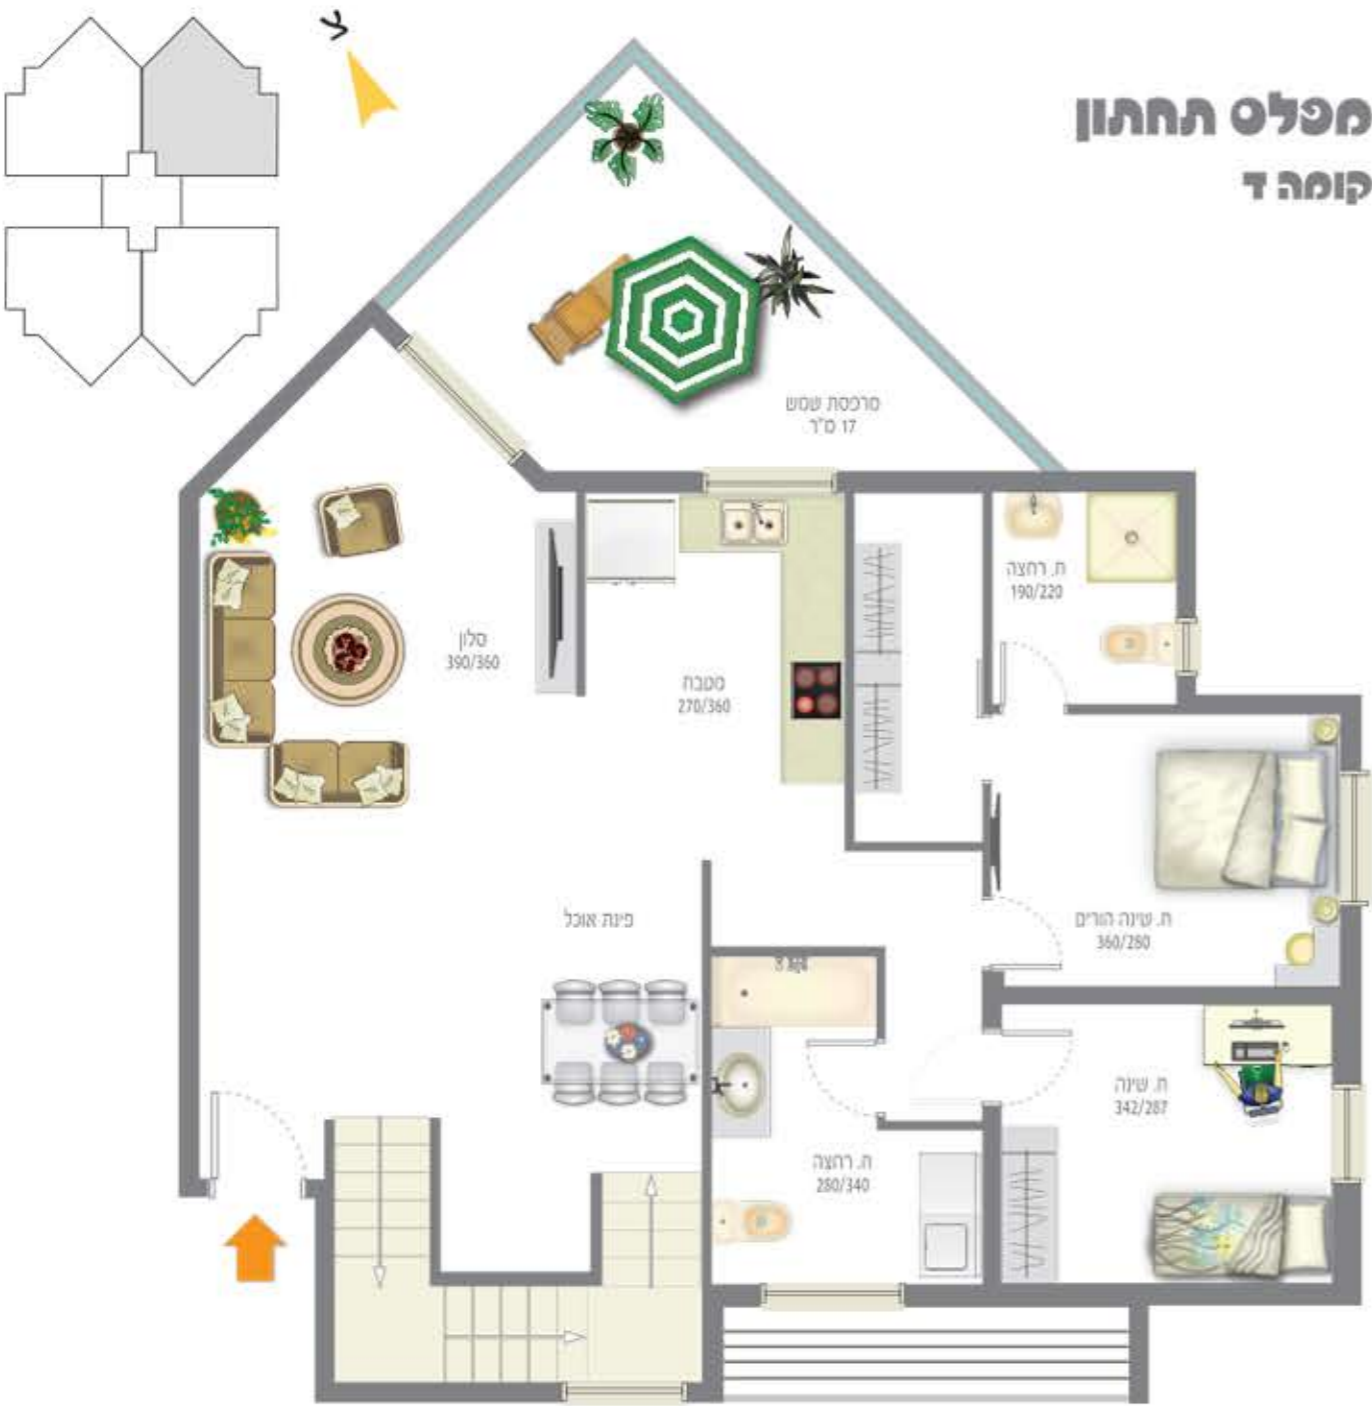 צ
מפלס תחתון
קומה ד
מרפסת שמש
17 מ"ר
ח. רחצה
190/220
סלון
390/360
מטבח
270/360
פינת אוכל
ח. שינה הורים
360/280
ח. שינה
342/287
ח. רחצה
280/340